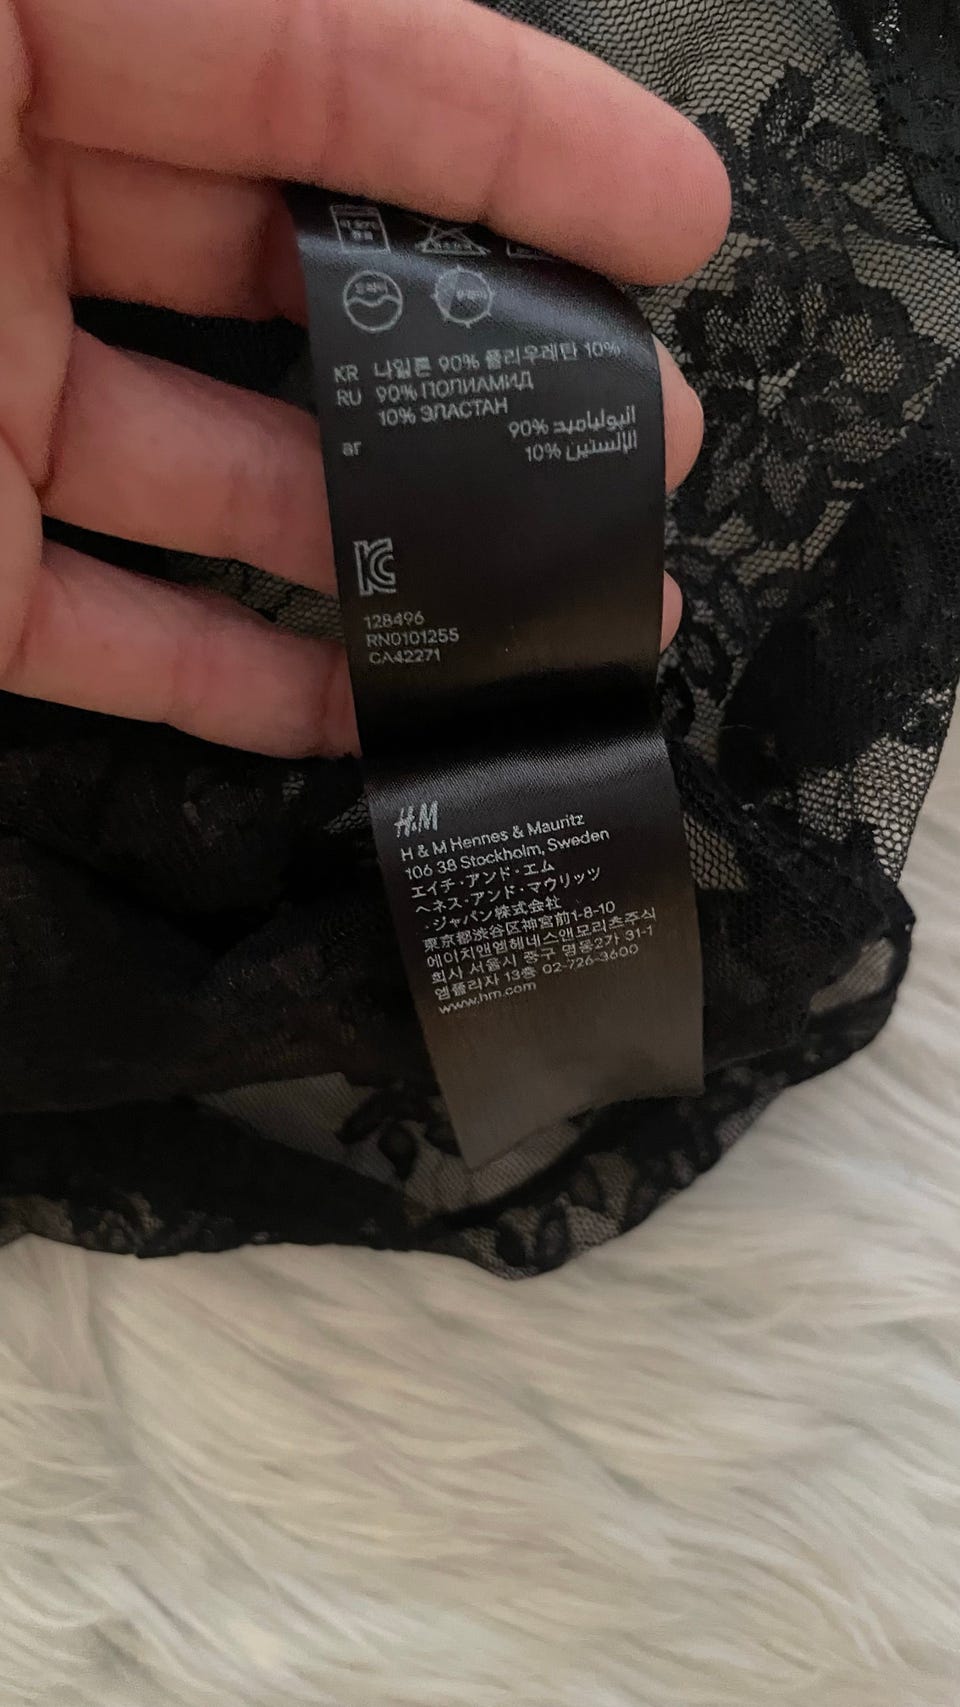 KR 나일론 90% 폴리우레탄 10%
RU 90% ПОЛИАМИД
10% ЭЛАСТАН
ar 90%
10%
128496
RN0101255
CA42271
H&M
H & M Hennes & Mauritz
106 38 Stockholm, Sweden
エイチ・アンド・エム
ヘネス・アンド・マウリッツ
・ジャパン株式会社
東京都渋谷区神宮前1-8-10
에이치앤엠헤네스앤모리츠주식
회사 서울시 중구 명동2가 31-1
엠플라자 13층 02-726-3600
www.hm.com